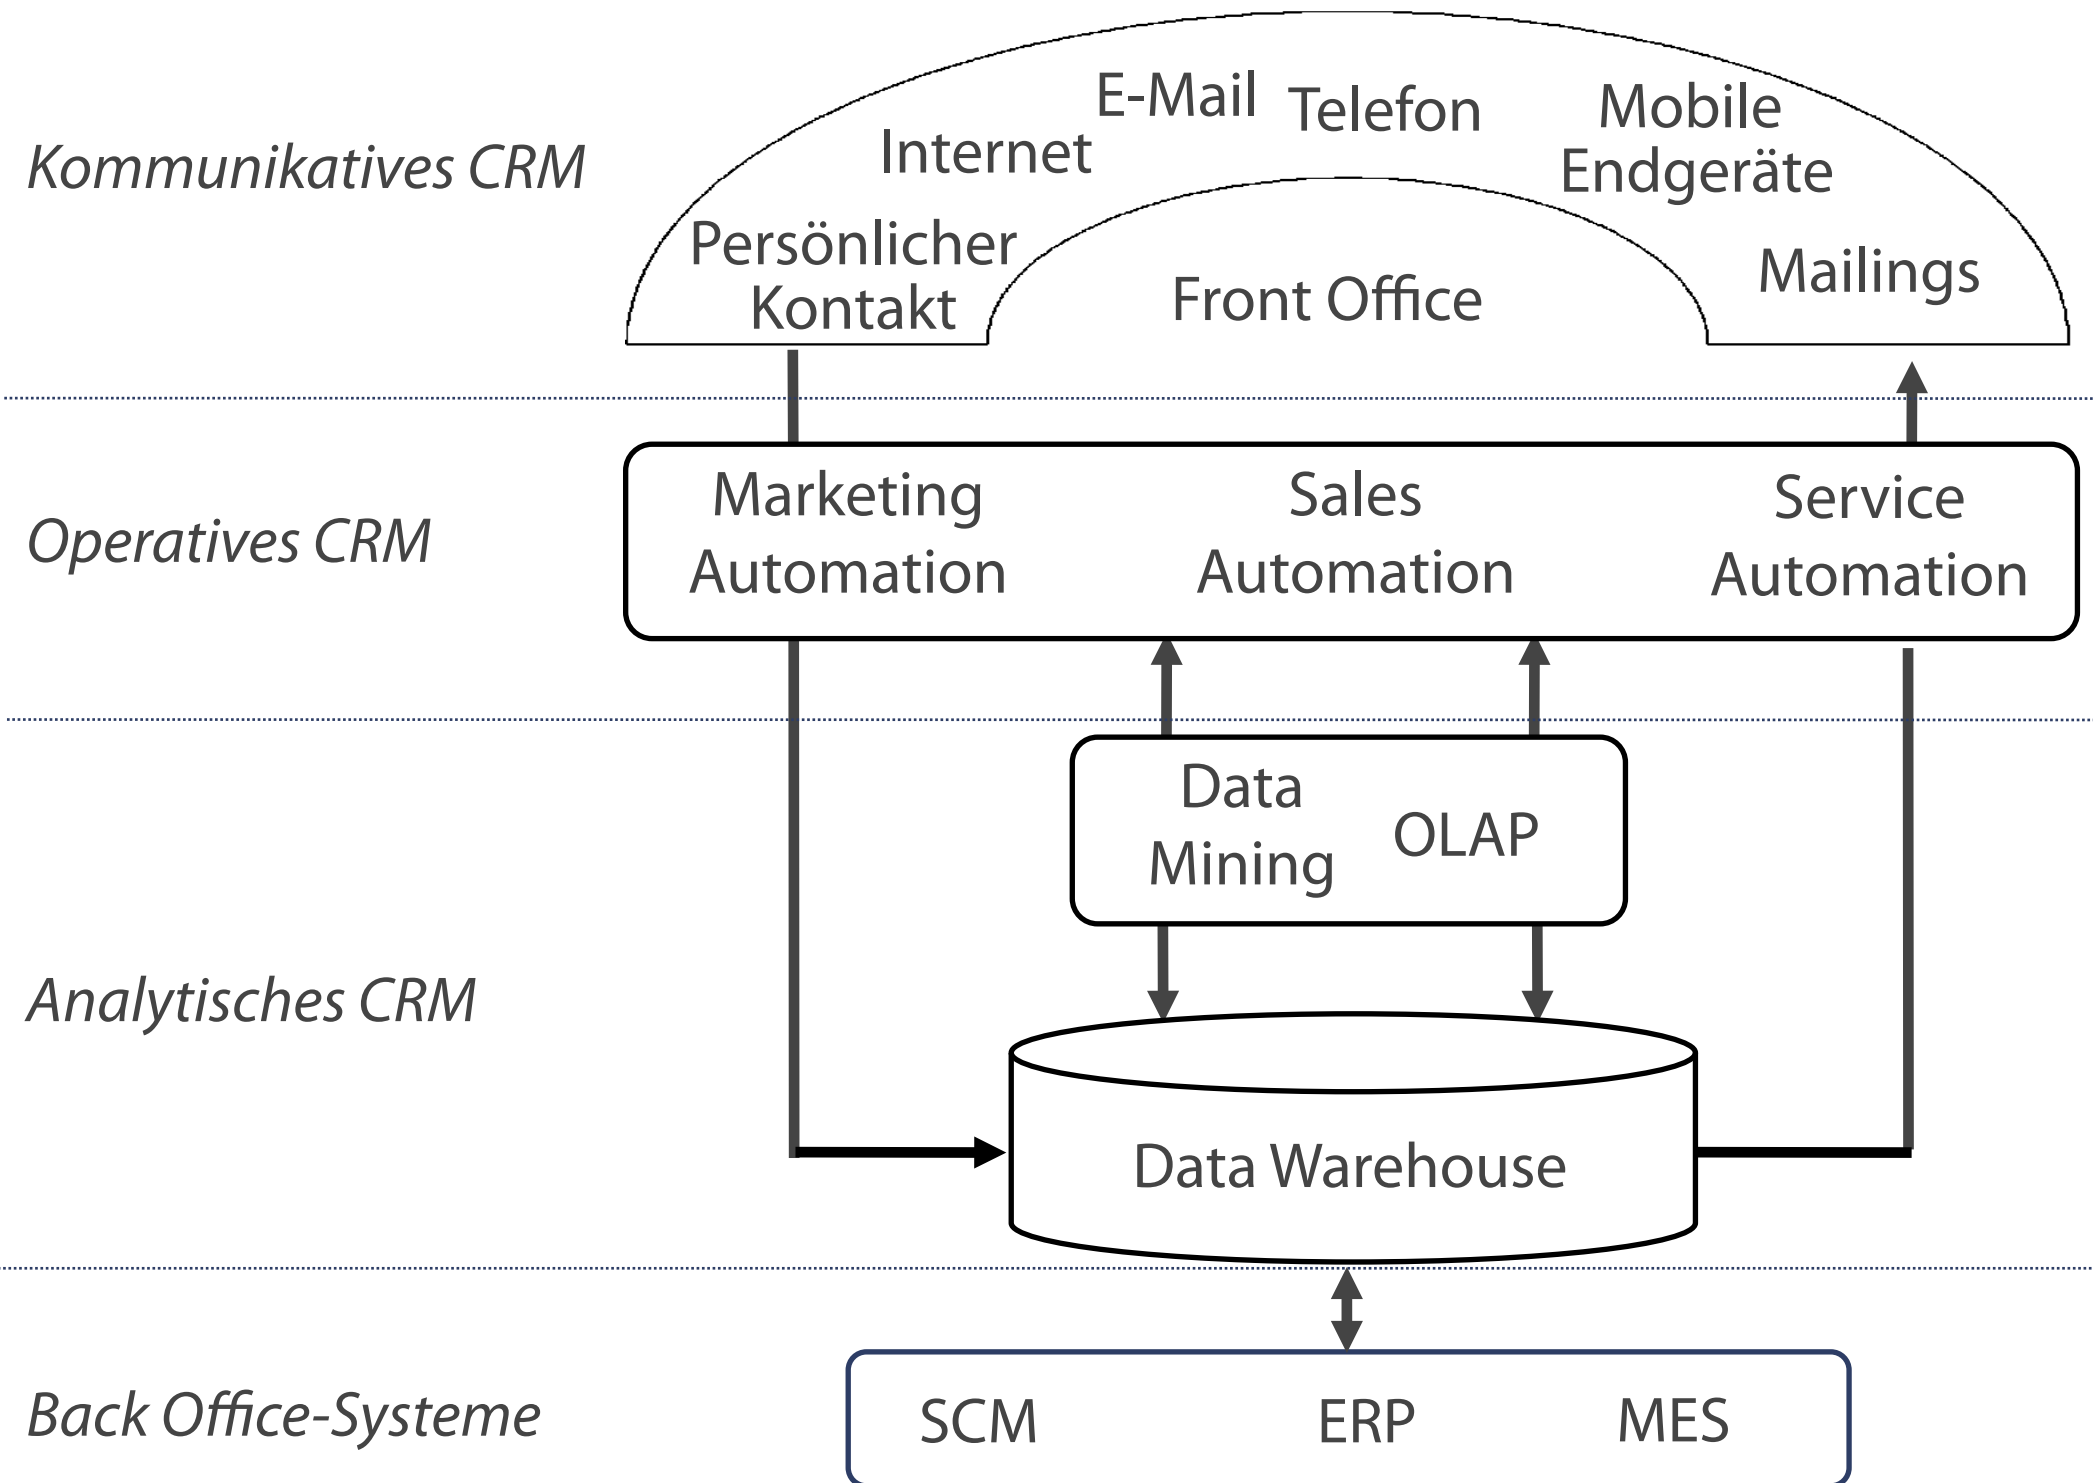 Kommunikatives CRM
E-Mail
Telefon
Mobile
Endgeräte
Internet
Persönlicher
Kontakt
Mailings
Front Office
Operatives CRM
Marketing
Automation
Sales
Automation
Service
Automation
Analytisches CRM
Data
Mining
OLAP
Data Warehouse
Back Office-Systeme
SCM
ERP
MES